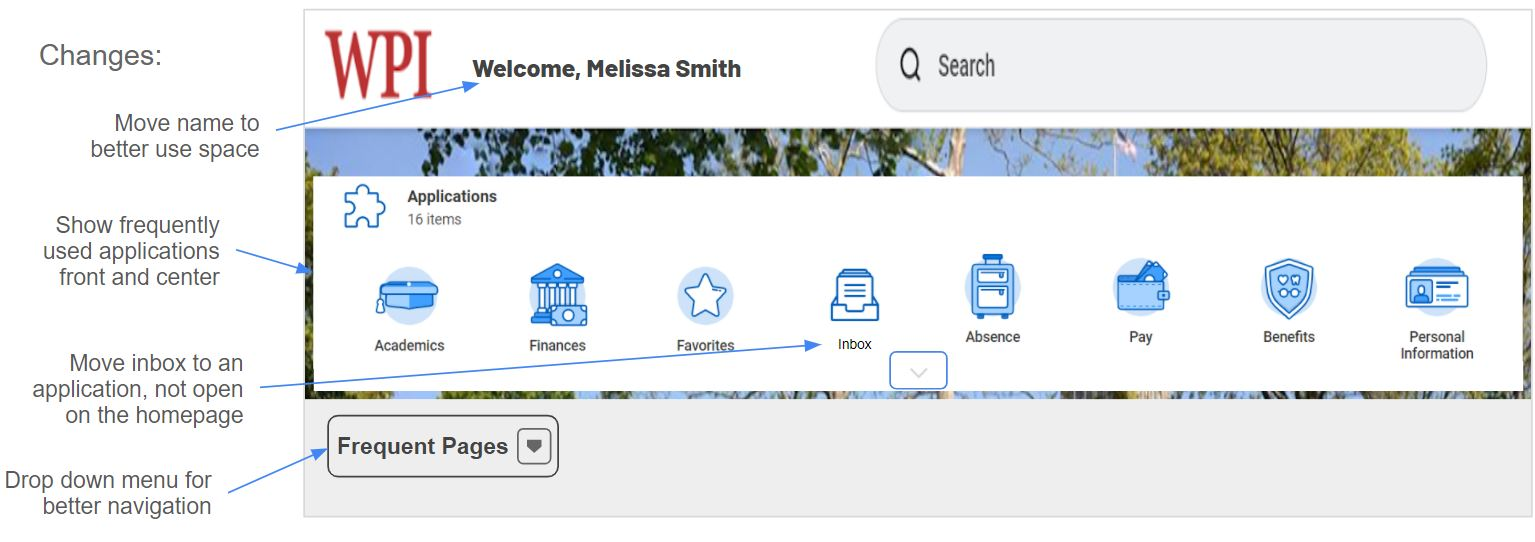 Changes:
WPI
Welcome, Melissa Smith
Search
Move name to
better use space
Applications
16 items
Show frequently
used applications
front and center
Academics
Finances
Favorites
Inbox
Absence
Pay
Benefits
Personal
Information
Move inbox to an
application, not open
on the homepage
Frequent Pages
Drop down menu for
better navigation